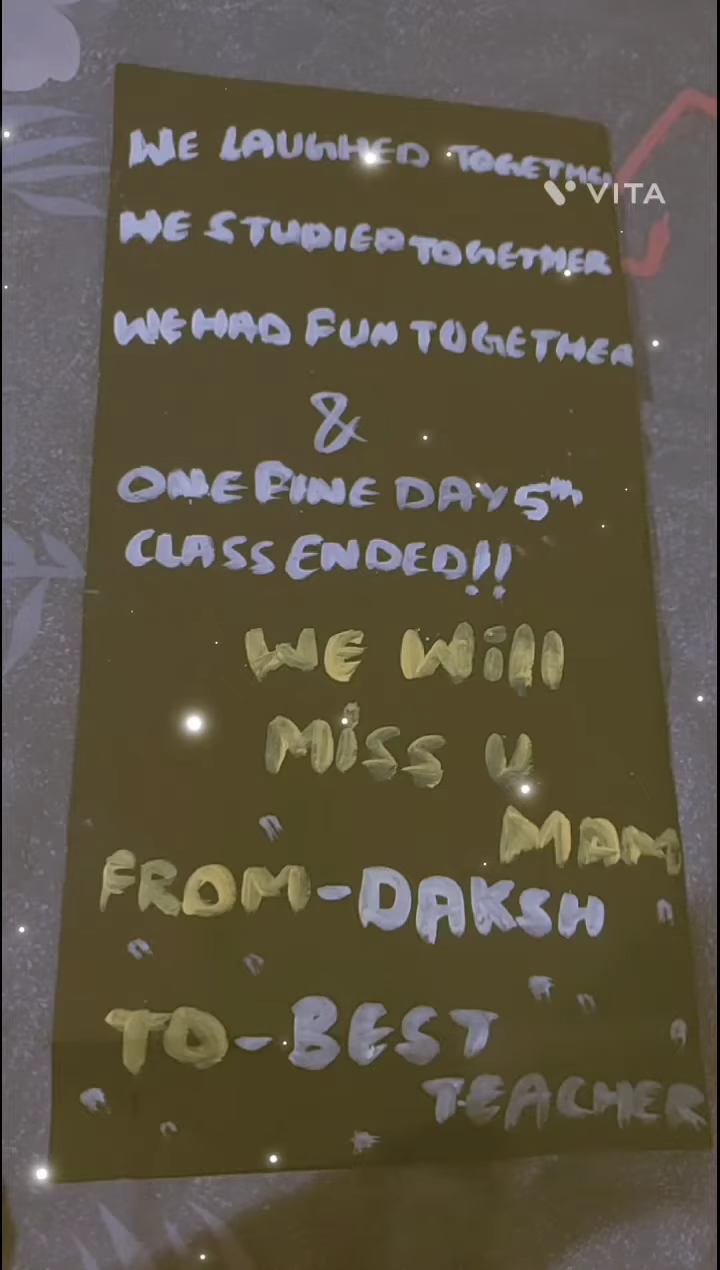 WE LAUGHED TOGETHER
VITA
WE STUDIED TOGETHER
WE HAD FUN TOGETHER
&
ONE FINE DAY 5th
CLASS ENDED!!
WE Will
Miss U
MAM
FROM-DAKSH
TO-BEST
TEACHER